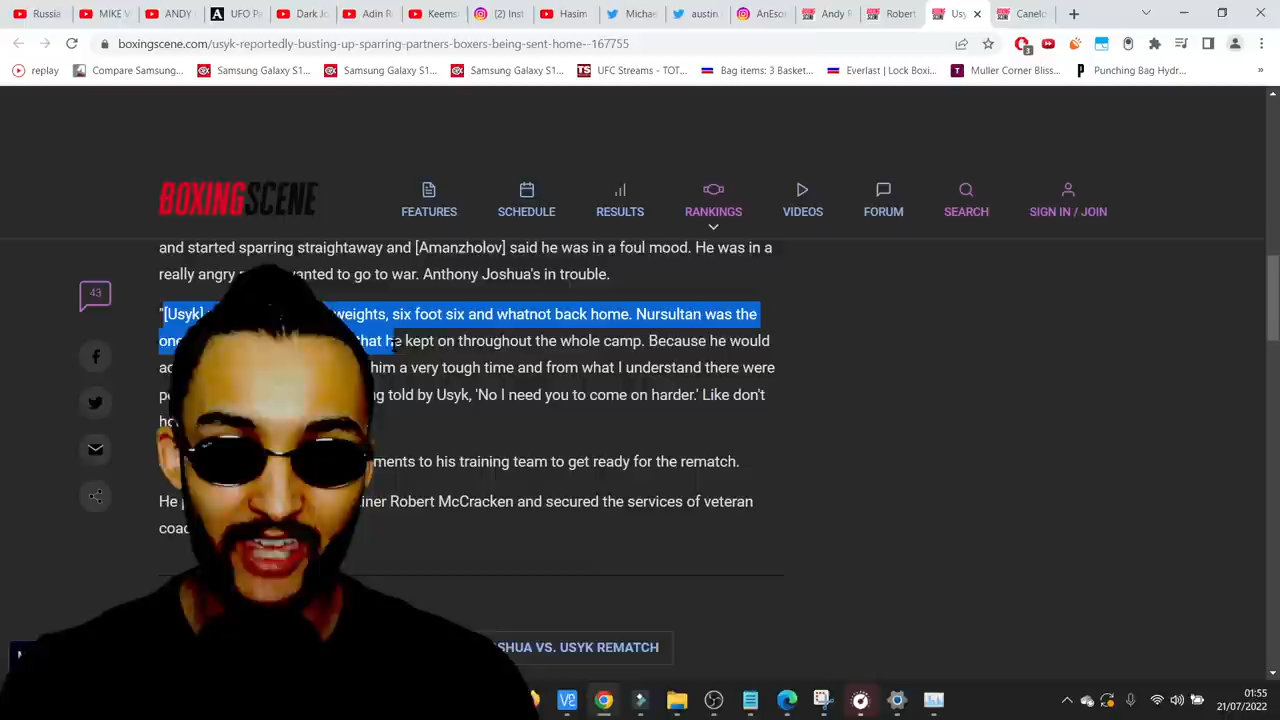 Russia
MIKE V
ANDY
UFO Pa
Dark Jo
Adin R
Keems
(2) Inst
Hasim
Michae
austin
AnEso
Andy R
Robert
Usy
Canelo
boxingscene.com/usyk-reportedly-busting-up-sparring-partners-boxers-being-sent-home--167755
3
replay
Compare Samsung...
Samsung Galaxy S1...
Samsung Galaxy S1...
Samsung Galaxy S1...
UFC Streams - TOT...
Bag items: 3 Basket...
Everlast | Lock Boxi...
Muller Corner Bliss...
Punching Bag Hydr...
BOXINGSCENE
FEATURES
SCHEDULE
RESULTS
RANKINGS
VIDEOS
FORUM
SEARCH
SIGN IN / JOIN
and started sparring straightaway and [Amanzholov] said he was in a foul mood. He was in a
really angry wanted to go to war. Anthony Joshua's in trouble.
43
"[Usyk] weights, six foot six and whatnot back home. Nursultan was the
one that he kept on throughout the whole camp. Because he would
him a very tough time and from what I understand there were
told by Usyk, 'No I need you to come on harder.' Like don't
ments to his training team to get ready for the rematch.
He Robert McCracken and secured the services of veteran
VS. USYK REMATCH
01:55
21/07/2022